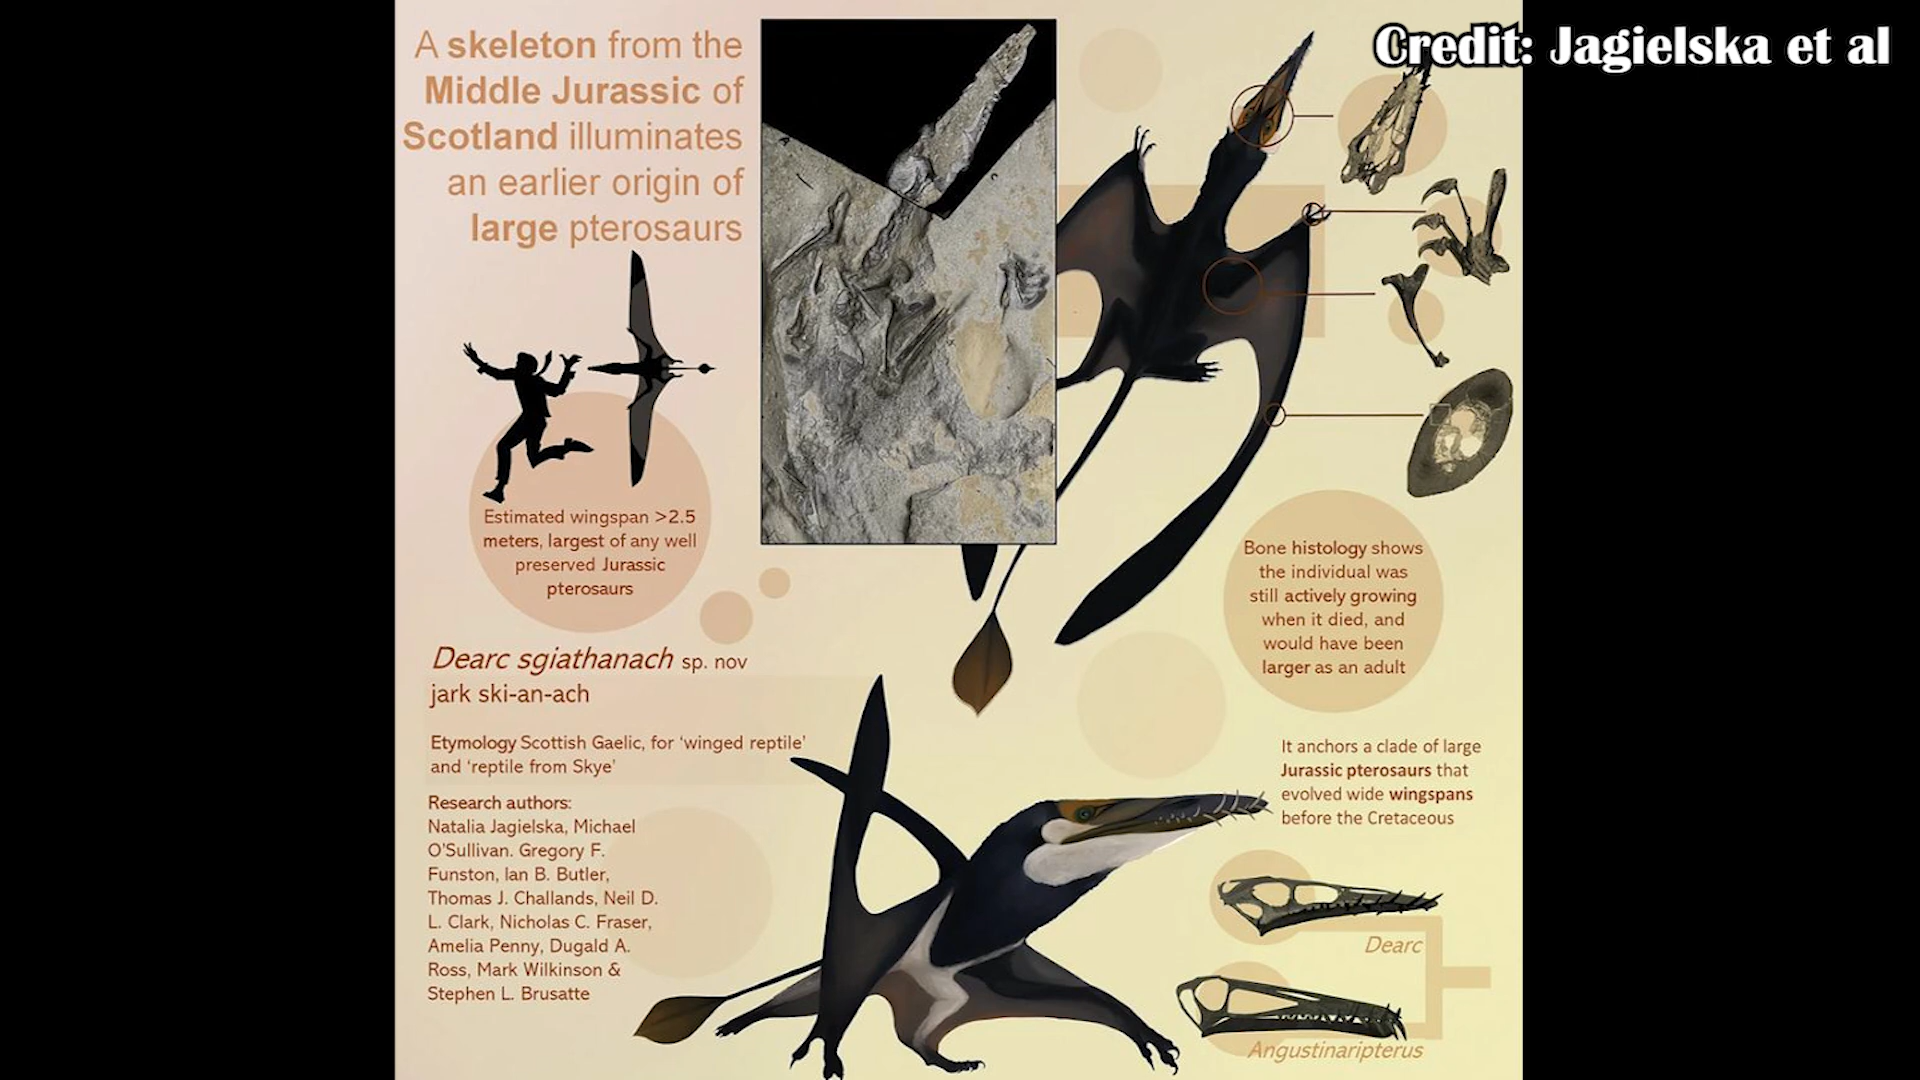 Credit: Jagielska et al
A skeleton from the
Middle Jurassic of
Scotland illuminates
an earlier origin of
large pterosaurs
Estimated wingspan >2.5
meters, largest of any well
preserved Jurassic
pterosaurs
Dearc sgiathanach sp. nov
jark ski-an-ach
Etymology Scottish Gaelic, for ‘winged reptile’
and ‘reptile from Skye’
Research authors:
Natalia Jagielska, Michael
O’Sullivan. Gregory F.
Funston, Ian B. Butler,
Thomas J. Challands, Neil D.
L. Clark, Nicholas C. Fraser,
Amelia Penny, Dugald A.
Ross, Mark Wilkinson &
Stephen L. Brusatte
Bone histology shows
the individual was
still actively growing
when it died, and
would have been
larger as an adult
It anchors a clade of large
Jurassic pterosaurs that
evolved wide wingspans
before the Cretaceous
Dearc
Angustinaripterus